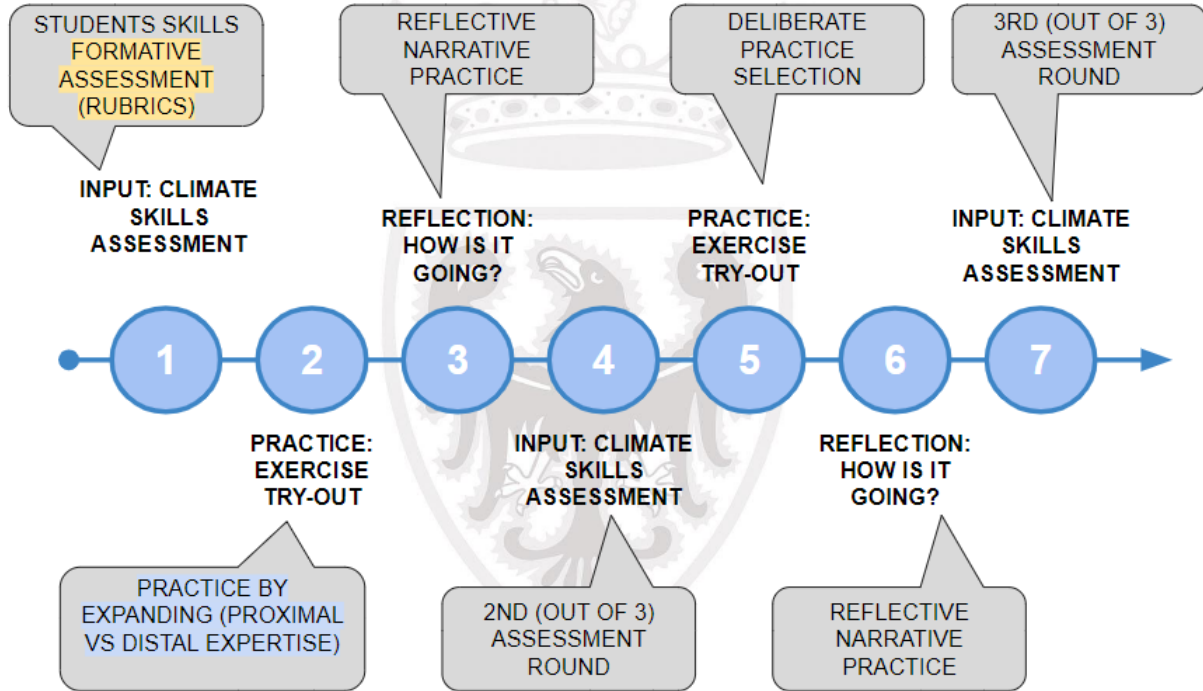 STUDENTS SKILLS
FORMATIVE
ASSESSMENT
(RUBRICS)
REFLECTIVE
NARRATIVE
PRACTICE
DELIBERATE
PRACTICE
SELECTION
3RD (OUT OF 3)
ASSESSMENT
ROUND
INPUT: CLIMATE
SKILLS
ASSESSMENT
REFLECTION:
HOW IS IT
GOING?
PRACTICE:
EXERCISE
TRY-OUT
INPUT: CLIMATE
SKILLS
ASSESSMENT
1
2
3
4
5
6
7
PRACTICE:
EXERCISE
TRY-OUT
INPUT: CLIMATE
SKILLS
ASSESSMENT
REFLECTION:
HOW IS IT
GOING?
PRACTICE BY
EXPANDING (PROXIMAL
VS DISTAL EXPERTISE)
2ND (OUT OF 3)
ASSESSMENT
ROUND
REFLECTIVE
NARRATIVE
PRACTICE